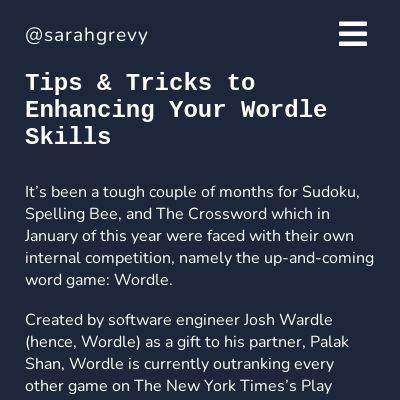 @sarahgrevy
Tips & Tricks to
Enhancing Your Wordle
Skills
It’s been a tough couple of months for Sudoku,
Spelling Bee, and The Crossword which in
January of this year were faced with their own
internal competition, namely the up-and-coming
word game: Wordle.
Created by software engineer Josh Wardle
(hence, Wordle) as a gift to his partner, Palak
Shan, Wordle is currently outranking every
other game on The New York Times’s Play